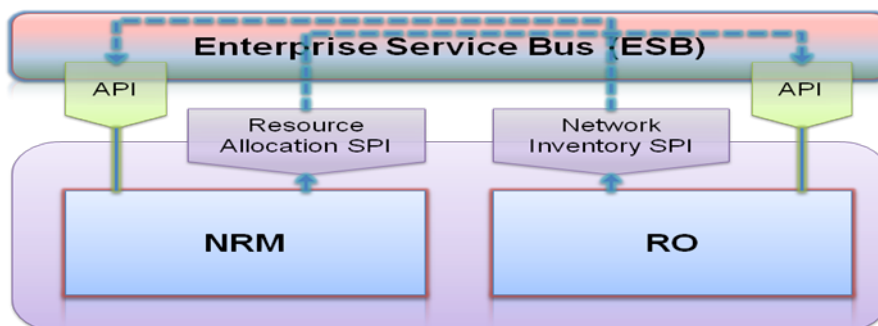 Enterprise Service Bus (ESB)
API
API
Resource
Allocation SPI
Network
Inventory SPI
NRM
RO